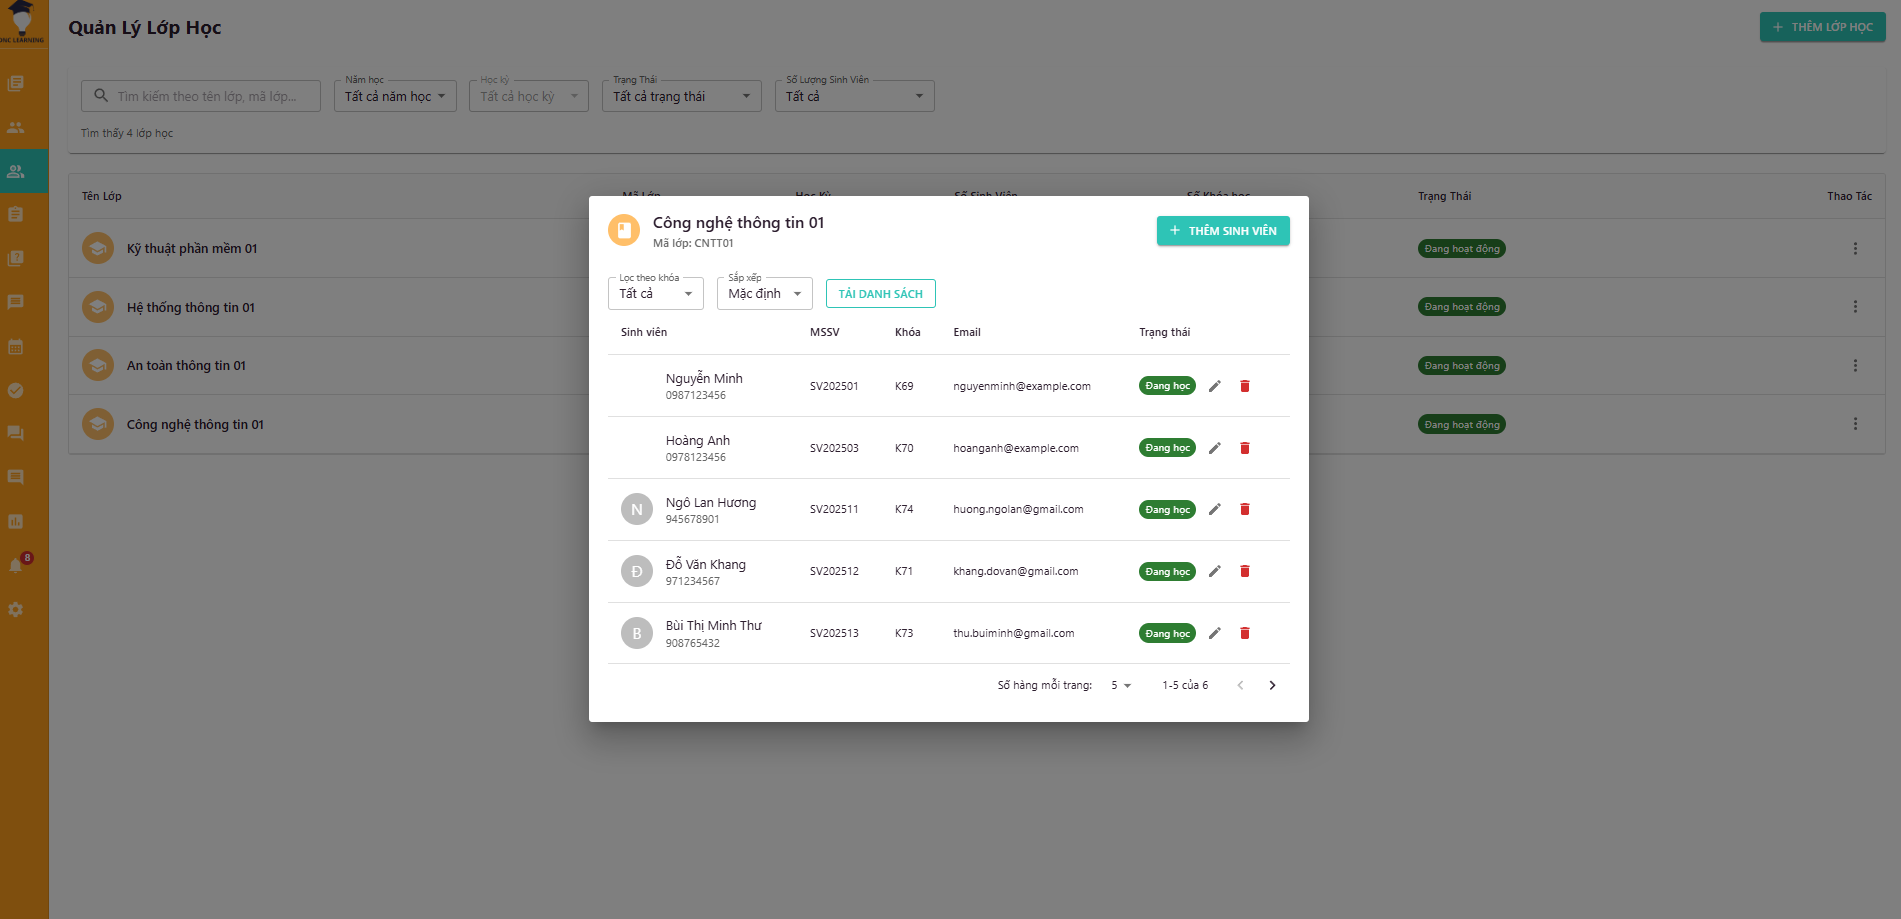 ONE LEARNING
Quản Lý Lớp Học
THÊM LỚP HỌC
Năm học
Học kỳ
Trạng Thái
Số Lượng Sinh Viên
Tìm kiếm theo tên lớp, mã lớp...
Tất cả năm học
Tất cả học kỳ
Tất cả trạng thái
Tất cả
Tìm thấy 4 lớp học
Tên Lớp
Mã Lớp
Học Kỳ
Số Sinh Viên
Số Khóa học
Trạng Thái
Thao Tác
Kỹ thuật phần mềm 01
Đang hoạt động
Hệ thống thông tin 01
Đang hoạt động
An toàn thông tin 01
Đang hoạt động
Công nghệ thông tin 01
Đang hoạt động
8
Công nghệ thông tin 01
Mã lớp: CNTT01
THÊM SINH VIÊN
Lọc theo khóa
Tất cả
Sắp xếp
Mặc định
TẢI DANH SÁCH
Sinh viên MSSV Khóa Email Trạng thái
Nguyễn Minh
0987123456
SV202501 K69 nguyenminh@example.com Đang học
Hoàng Anh
0978123456
SV202503 K70 hoanganh@example.com Đang học
N
Ngô Lan Hương
945678901
SV202511 K74 huong.ngolan@gmail.com Đang học
Đ
Đỗ Văn Khang
971234567
SV202512 K71 khang.dovan@gmail.com Đang học
B
Bùi Thị Minh Thư
908765432
SV202513 K73 thu.buiminh@gmail.com Đang học
Số hàng mỗi trang: 5 1-5 của 6